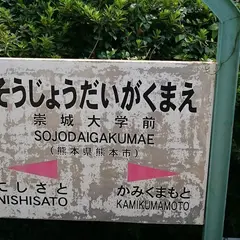 そうじょうだいがくまえ
崇城大学前
SOJODAIGAKUMAE
(熊本県熊本市)
にしさと かみくまもと
NISHISATO KAMIKUMAMOTO